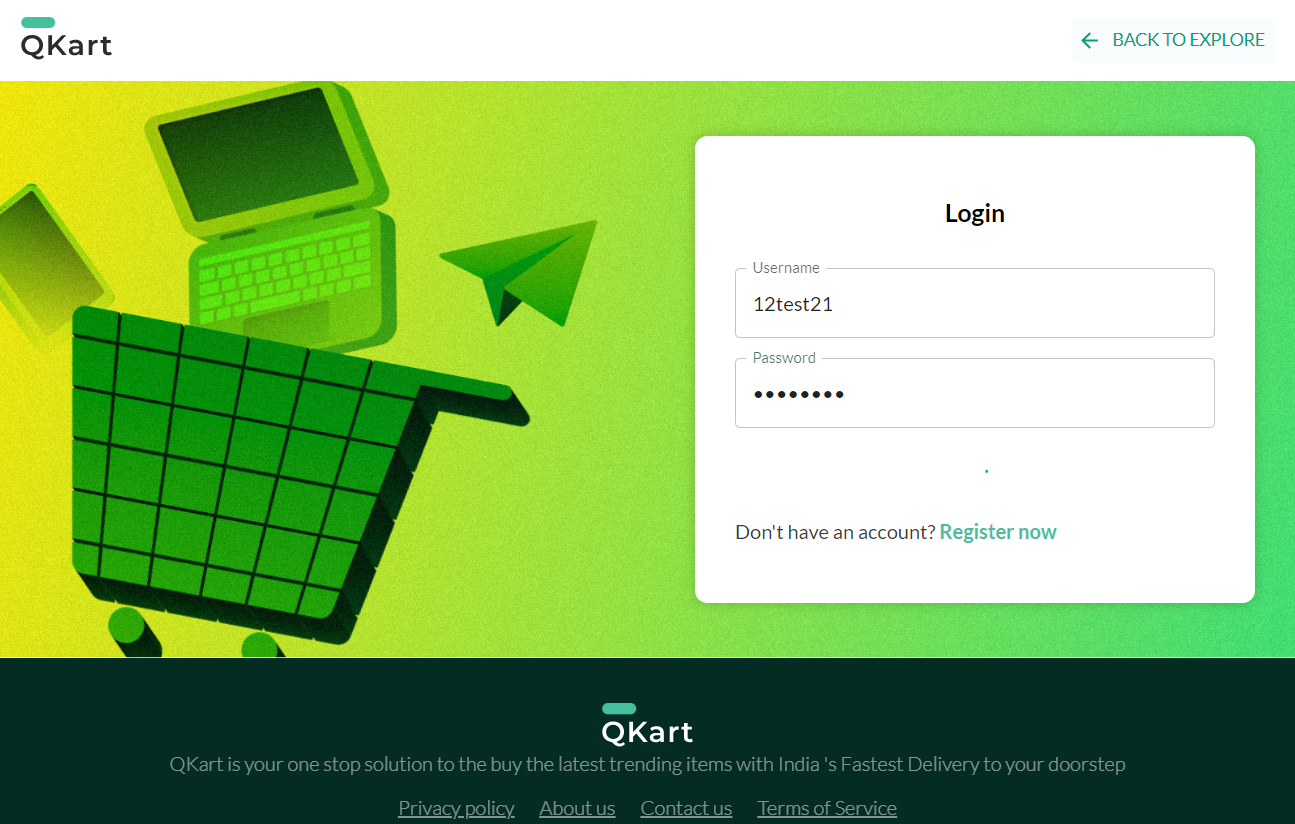 QKart
BACK TO EXPLORE
Login
Username
12test21
Password
••••••••
Don't have an account? Register now
QKart
QKart is your one stop solution to the buy the latest trending items with India 's Fastest Delivery to your doorstep
Privacy policy About us Contact us Terms of Service